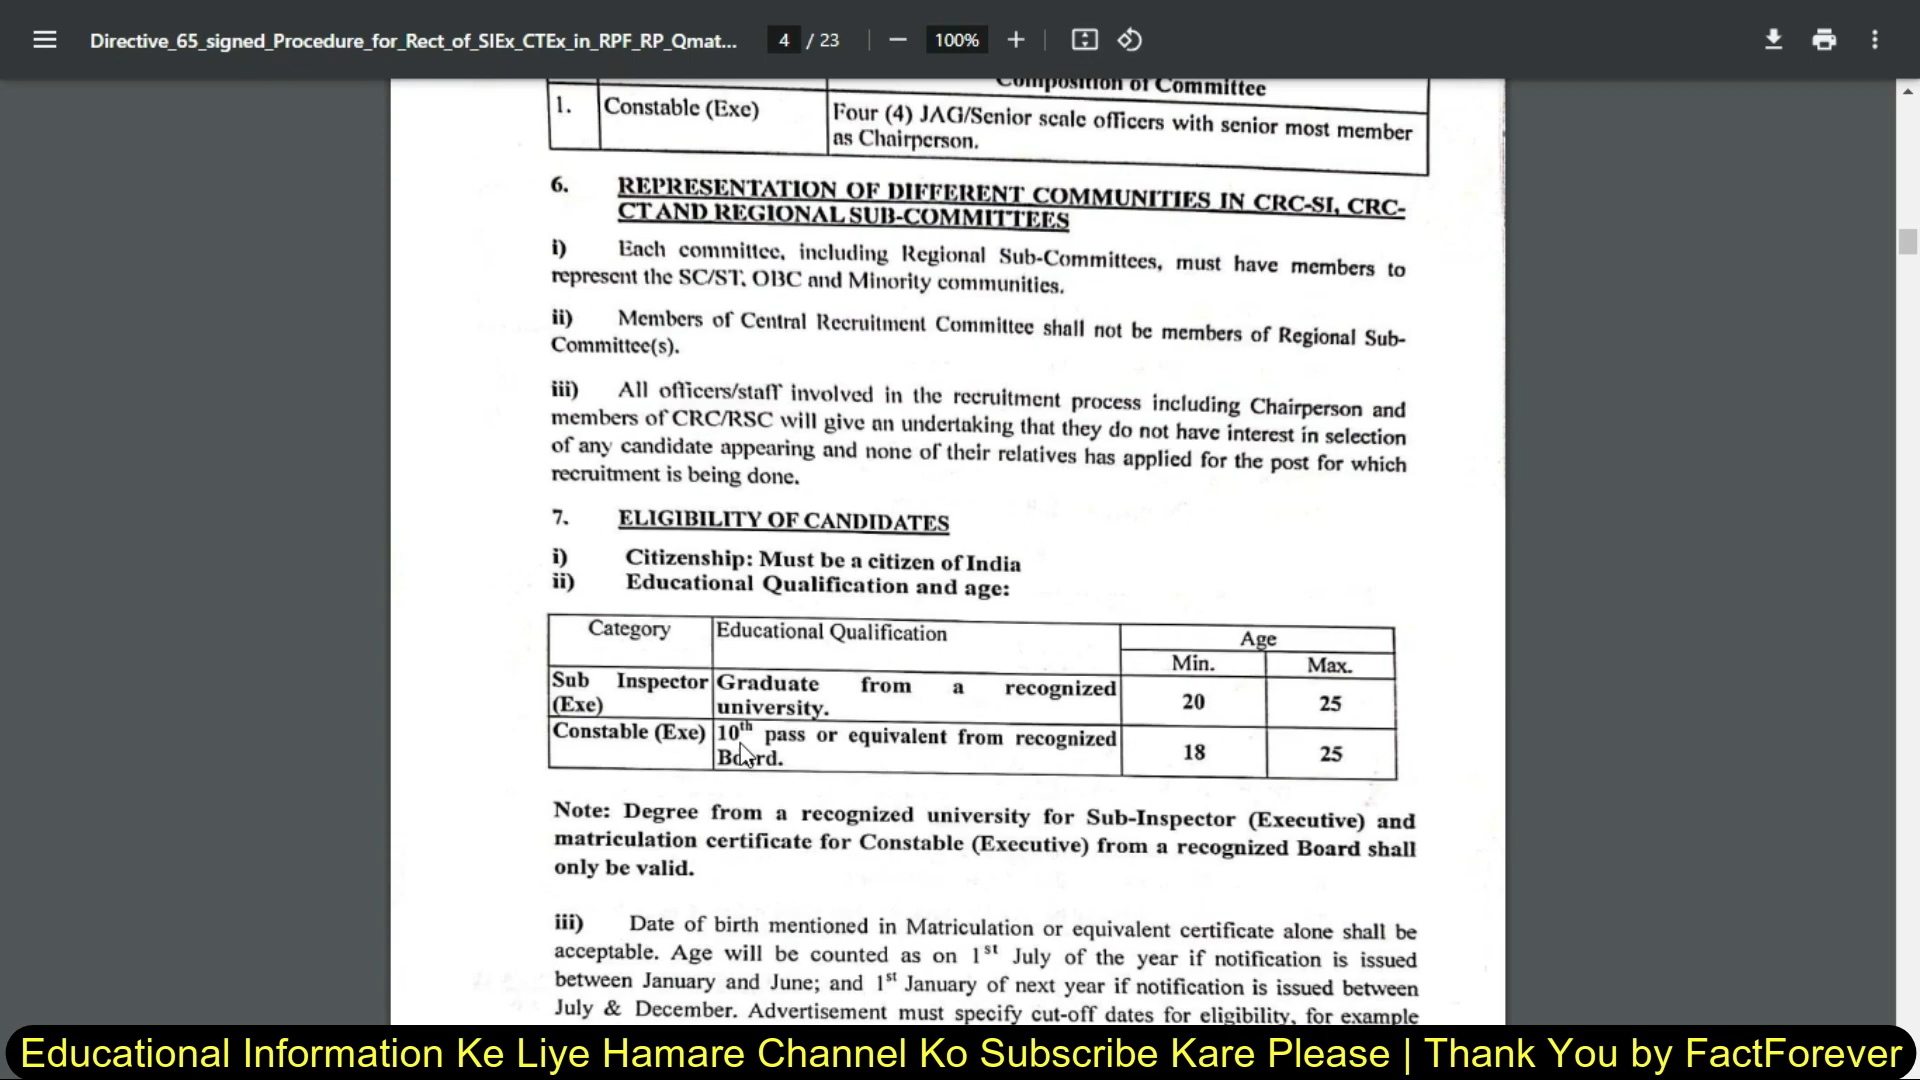 Directive_65_signed_Procedure_for_Rect_of_SIEx_CTEx_in_RPF_RP_Qmat...
4 / 23
100%
Composition of Committee
1. Constable (Exe) Four (4) JAG/Senior scale officers with senior most member
as Chairperson.
6. REPRESENTATION OF DIFFERENT COMMUNITIES IN CRC-SI, CRC-
CT AND REGIONAL SUB-COMMITTEES
i) Each committee, including Regional Sub-Committees, must have members to
represent the SC/ST, OBC and Minority communities.
ii) Members of Central Recruitment Committee shall not be members of Regional Sub-
Committee(s).
iii) All officers/staff involved in the recruitment process including Chairperson and
members of CRC/RSC will give an undertaking that they do not have interest in selection
of any candidate appearing and none of their relatives has applied for the post for which
recruitment is being done.
7. ELIGIBILITY OF CANDIDATES
i) Citizenship: Must be a citizen of India
ii) Educational Qualification and age:
Category Educational Qualification Age
Min. Max.
Sub Inspector Graduate from a recognized
(Exe) university. 20 25
Constable (Exe) 10th pass or equivalent from recognized
Board. 18 25
Note: Degree from a recognized university for Sub-Inspector (Executive) and
matriculation certificate for Constable (Executive) from a recognized Board shall
only be valid.
iii) Date of birth mentioned in Matriculation or equivalent certificate alone shall be
acceptable. Age will be counted as on 1st July of the year if notification is issued
between January and June; and 1st January of next year if notification is issued between
July & December. Advertisement must specify cut-off dates for eligibility, for example
Educational Information Ke Liye Hamare Channel Ko Subscribe Kare Please | Thank You by FactForever